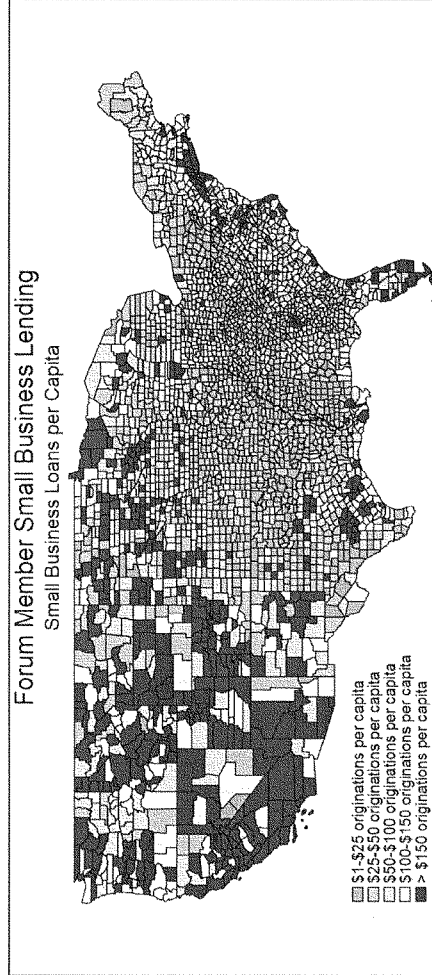 Forum Member Small Business Lending
Small Business Loans per Capita
$1-$25 originations per capita
$25-$50 originations per capita
$50-$100 originations per capita
$100-$150 originations per capita
> $150 originations per capita